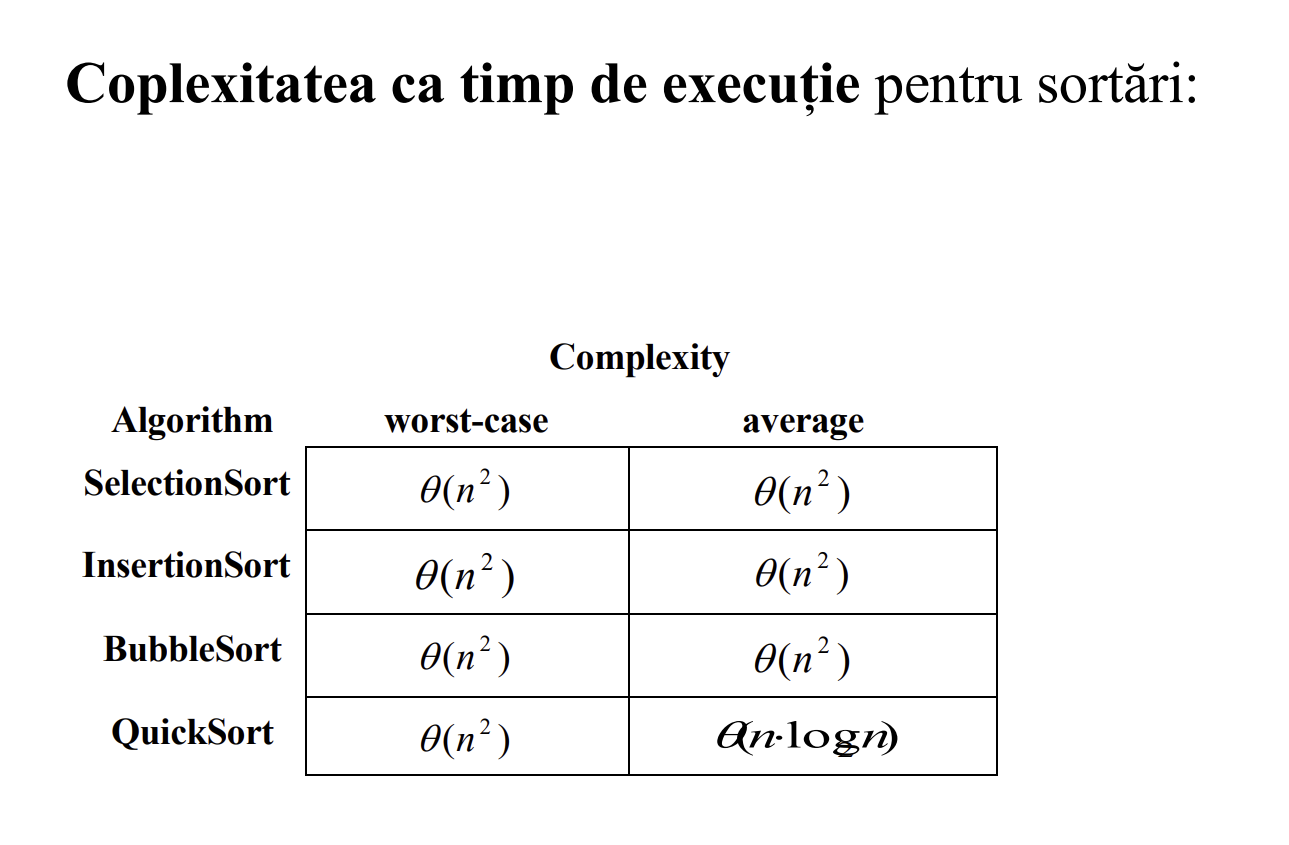 Coplexitatea ca timp de execuție pentru sortări:
Complexity
Algorithm worst-case average
SelectionSort θ(n²) θ(n²)
InsertionSort θ(n²) θ(n²)
BubbleSort θ(n²) θ(n²)
QuickSort θ(n²) θ(n·log₂n)